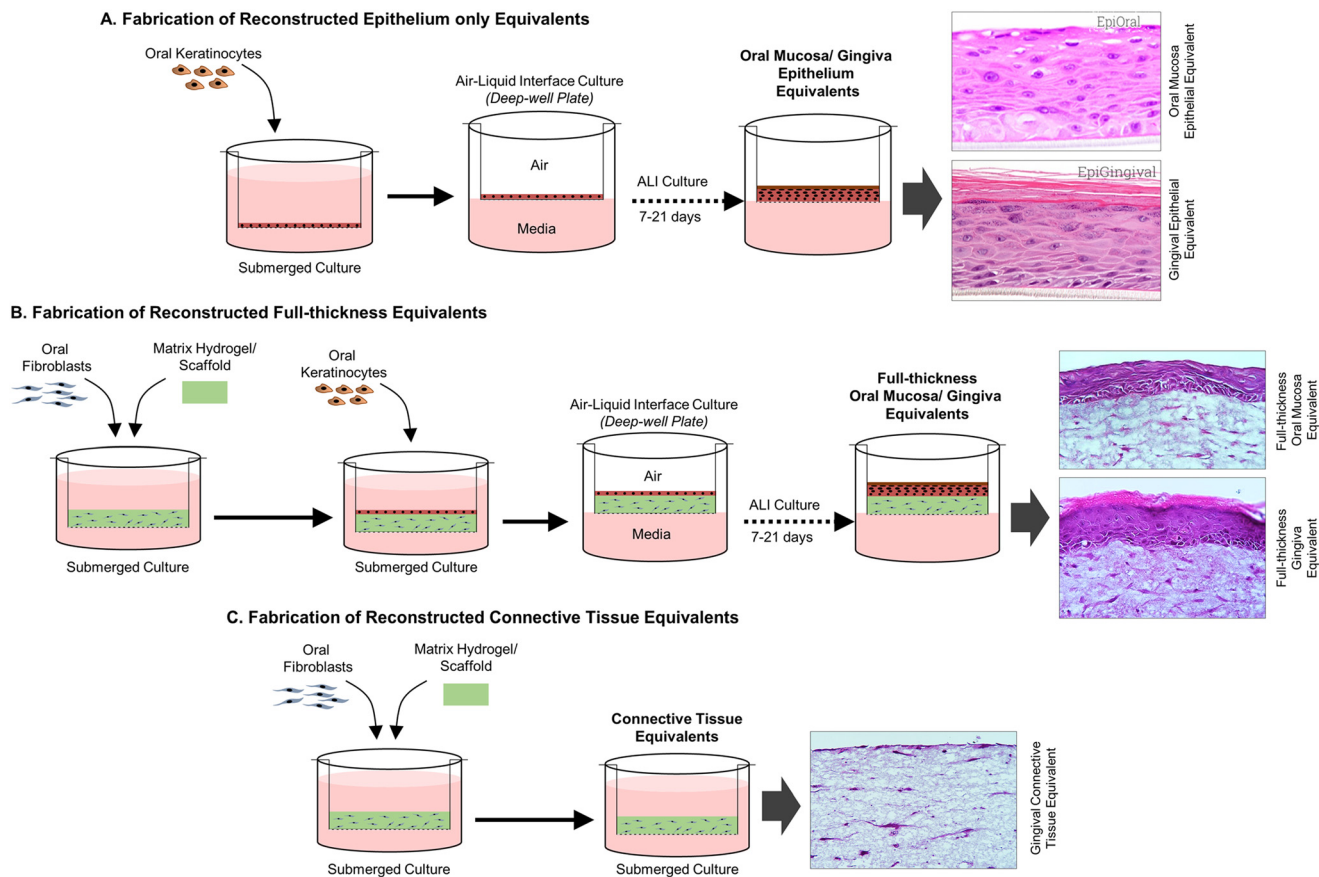 A. Fabrication of Reconstructed Epithelium only Equivalents
Oral Keratinocytes
Submerged Culture
Air-Liquid Interface Culture
(Deep-well Plate)
Air
Media
ALI Culture
7-21 days
Oral Mucosa/ Gingiva
Epithelium
Equivalents
EpiOral
Oral Mucosa
Epithelial Equivalent
EpiGingival
Gingival Epithelial
Equivalent
B. Fabrication of Reconstructed Full-thickness Equivalents
Oral
Fibroblasts
Matrix Hydrogel/
Scaffold
Submerged Culture
Oral
Keratinocytes
Submerged Culture
Air-Liquid Interface Culture
(Deep-well Plate)
Air
Media
ALI Culture
7-21 days
Full-thickness
Oral Mucosa/ Gingiva
Equivalents
Full-thickness
Oral Mucosa
Equivalent
Full-thickness
Gingiva
Equivalent
C. Fabrication of Reconstructed Connective Tissue Equivalents
Oral
Fibroblasts
Matrix Hydrogel/
Scaffold
Submerged Culture
Connective Tissue
Equivalents
Submerged Culture
Gingival Connective
Tissue Equivalent